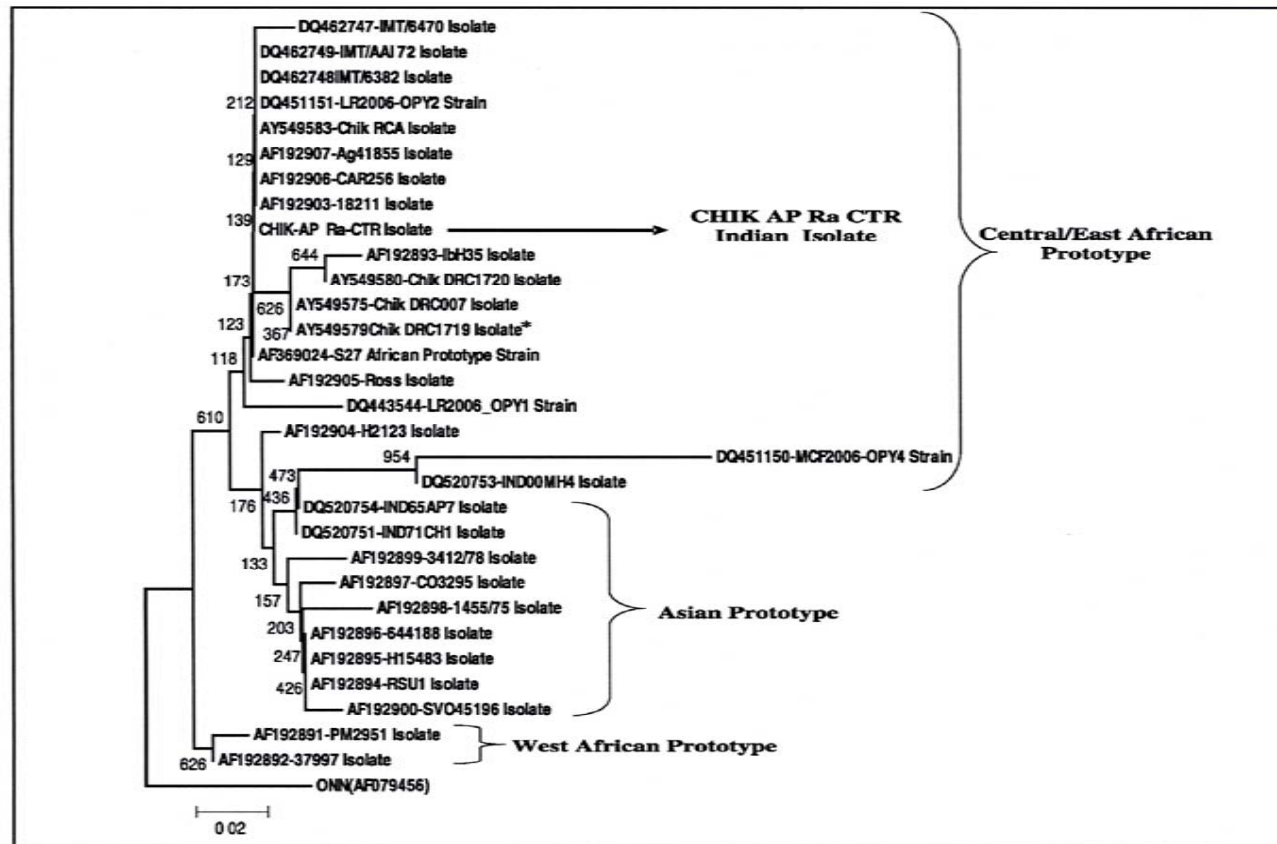 DQ462747-IMT/6470 Isolate
DQ462749-IMT/AAI 72 Isolate
DQ462748IMT/6382 Isolate
212 DQ451151-LR2006-OPY2 Strain
AY549583-Chik RCA Isolate
129 AF192907-Ag41855 Isolate
AF192906-CAR256 Isolate
AF192903-18211 Isolate
139
CHIK-AP Ra-CTR Isolate
CHIK AP Ra CTR
Indian Isolate
Central/East African
Prototype
644 AF192893-IbH35 Isolate
173 AY549580-Chik DRC1720 Isolate
626 AY549575-Chik DRC007 Isolate
123 367 AY549579Chik DRC1719 Isolate*
118 AF369024-S27 African Prototype Strain
AF192905-Ross Isolate
DQ443544-LR2006_OPY1 Strain
610
AF192904-H2123 Isolate
954 DQ451150-MCF2006-OPY4 Strain
473 DQ520753-IND00MH4 Isolate
176 436 DQ520754-IND65AP7 Isolate
DQ520751-IND71CH1 Isolate
133 AF192899-3412/78 Isolate
AF192897-CO3295 Isolate
157 AF192898-1455/75 Isolate
Asian Prototype
203 AF192896-644188 Isolate
247 AF192895-H15483 Isolate
426 AF192894-RSU1 Isolate
AF192900-SVO45196 Isolate
AF192891-PM2951 Isolate
West African Prototype
626 AF192892-37997 Isolate
ONN(AF079456)
0 02